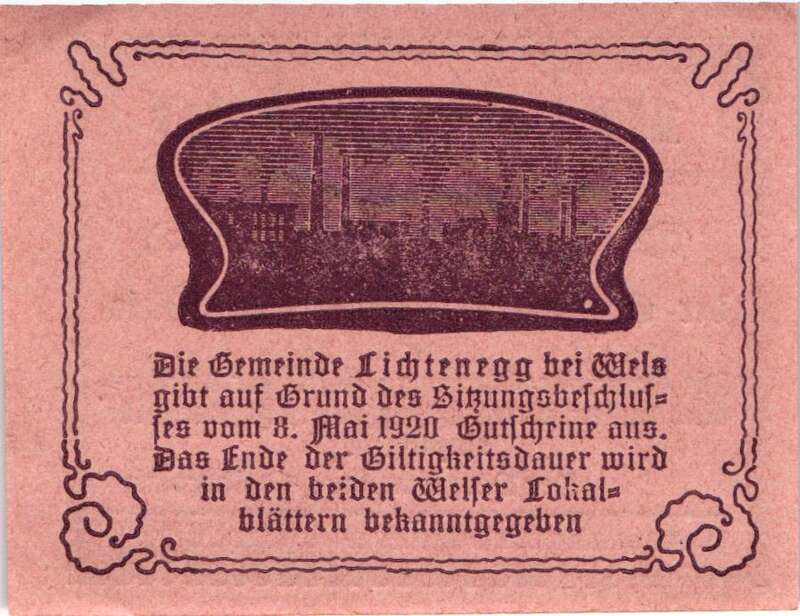 Die Gemeinde Lichtenegg bei Wels
gibt auf Grund des Sitzungsbeschlus=
ses vom 8. Mai 1920 Gutscheine aus.
Das Ende der Giltigkeitsdauer wird
in den beiden Welser Lokal=
blättern bekanntgegeben